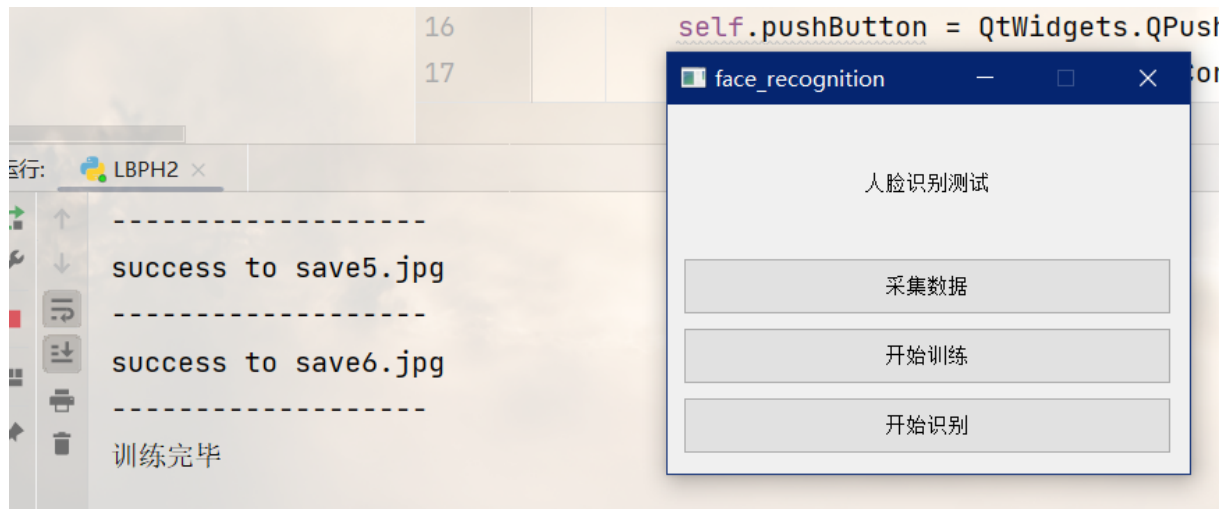 16
self.pushButton = QtWidgets.QPush
17
face_recognition
人脸识别测试
采集数据
开始训练
开始识别
运行:
LBPH2
-------------------
success to save5.jpg
-------------------
success to save6.jpg
-------------------
训练完毕